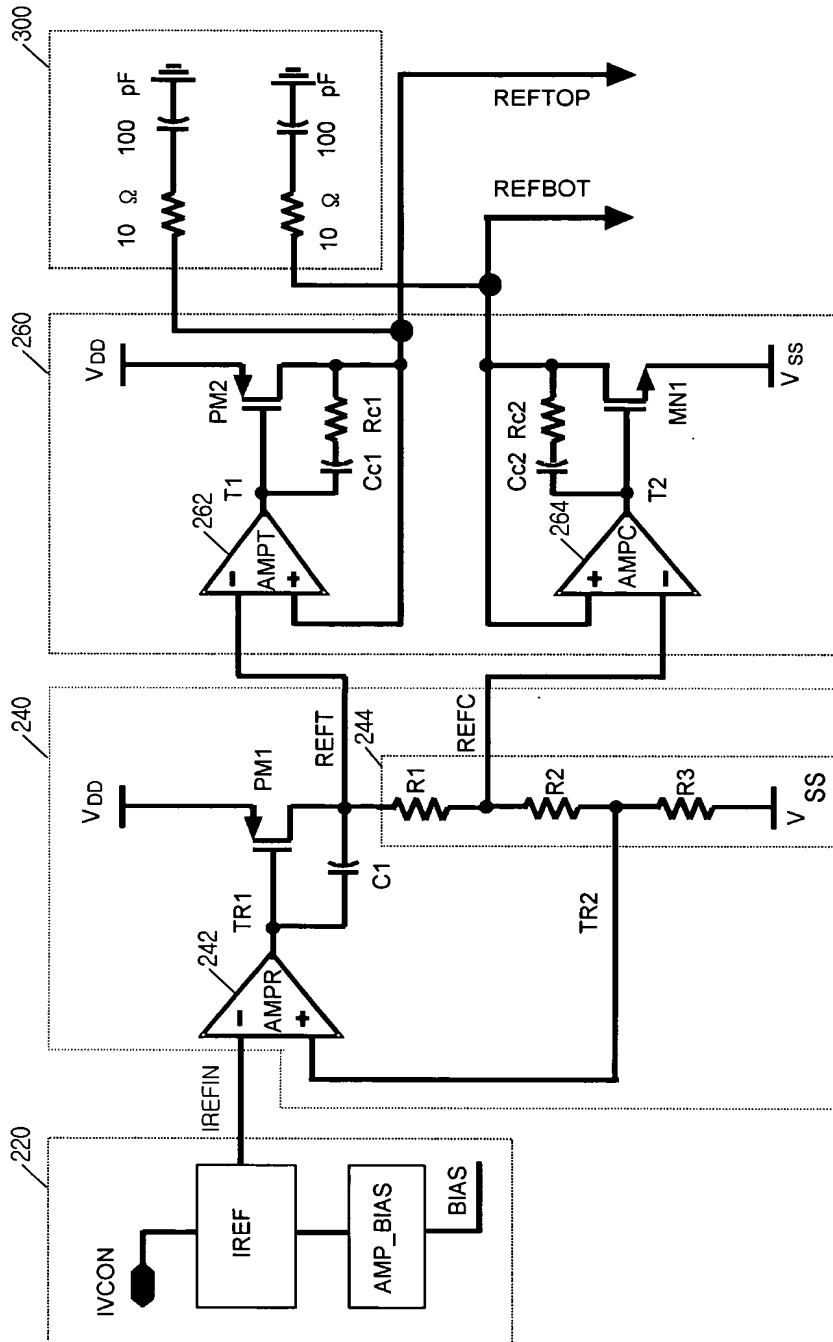 220
IVCON
IREF
AMP_BIAS
BIAS
IREFIN
240
242
AMPR
-
+
TR1
VDD
PM1
C1
REFT
244
R1
REFC
R2
R3
TR2
VSS
260
262
AMPT
-
+
T1
VDD
PM2
Rc1
Cc1
264
AMPC
+
-
T2
Cc2
Rc2
MN1
VSS
300
10 Ω 100 pF
10 Ω 100 pF
REFTOP
REFBOT